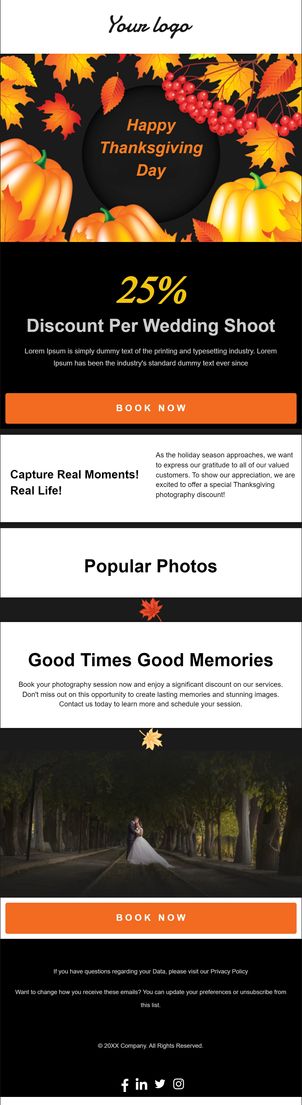 Your logo
Happy
Thanksgiving
Day
25%
Discount Per Wedding Shoot
Lorem Ipsum is simply dummy text of the printing and typesetting industry. Lorem
Ipsum has been the industry's standard dummy text ever since
BOOK NOW
Capture Real Moments!
Real Life!
As the holiday season approaches, we want
to express our gratitude to all of our valued
customers. To show our appreciation, we are
excited to offer a special Thanksgiving
photography discount!
Popular Photos
Good Times Good Memories
Book your photography session now and enjoy a significant discount on our services.
Don't miss out on this opportunity to create lasting memories and stunning images.
Contact us today to learn more and schedule your session.
BOOK NOW
If you have questions regarding your Data, please visit our Privacy Policy
Want to change how you receive these emails? You can update your preferences or unsubscribe from
this list.
© 20XX Company. All Rights Reserved.